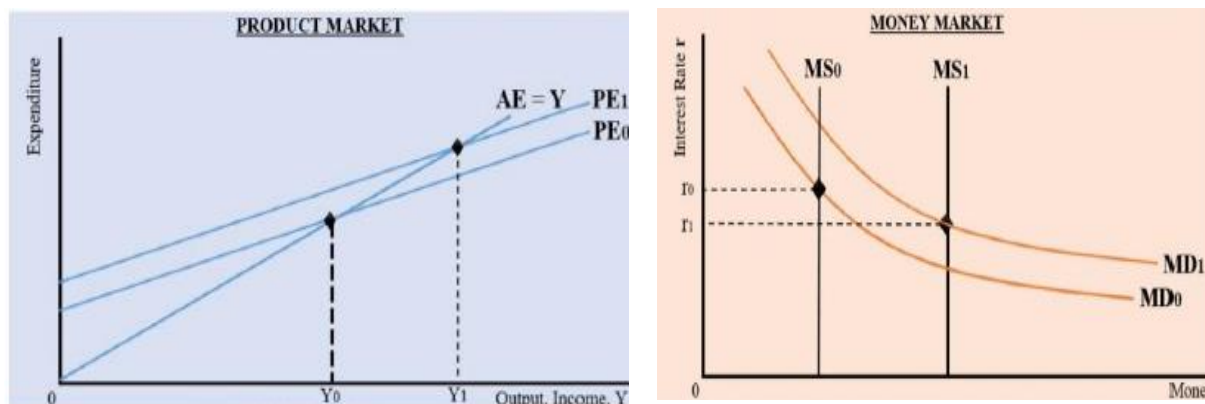 PRODUCT MARKET
Expenditure
AE = Y
PE1
PE0
0
Y0
Y1
Output, Income, Y
MONEY MARKET
Interest Rate r
MS0
MS1
r0
r1
MD1
MD0
0
Mone